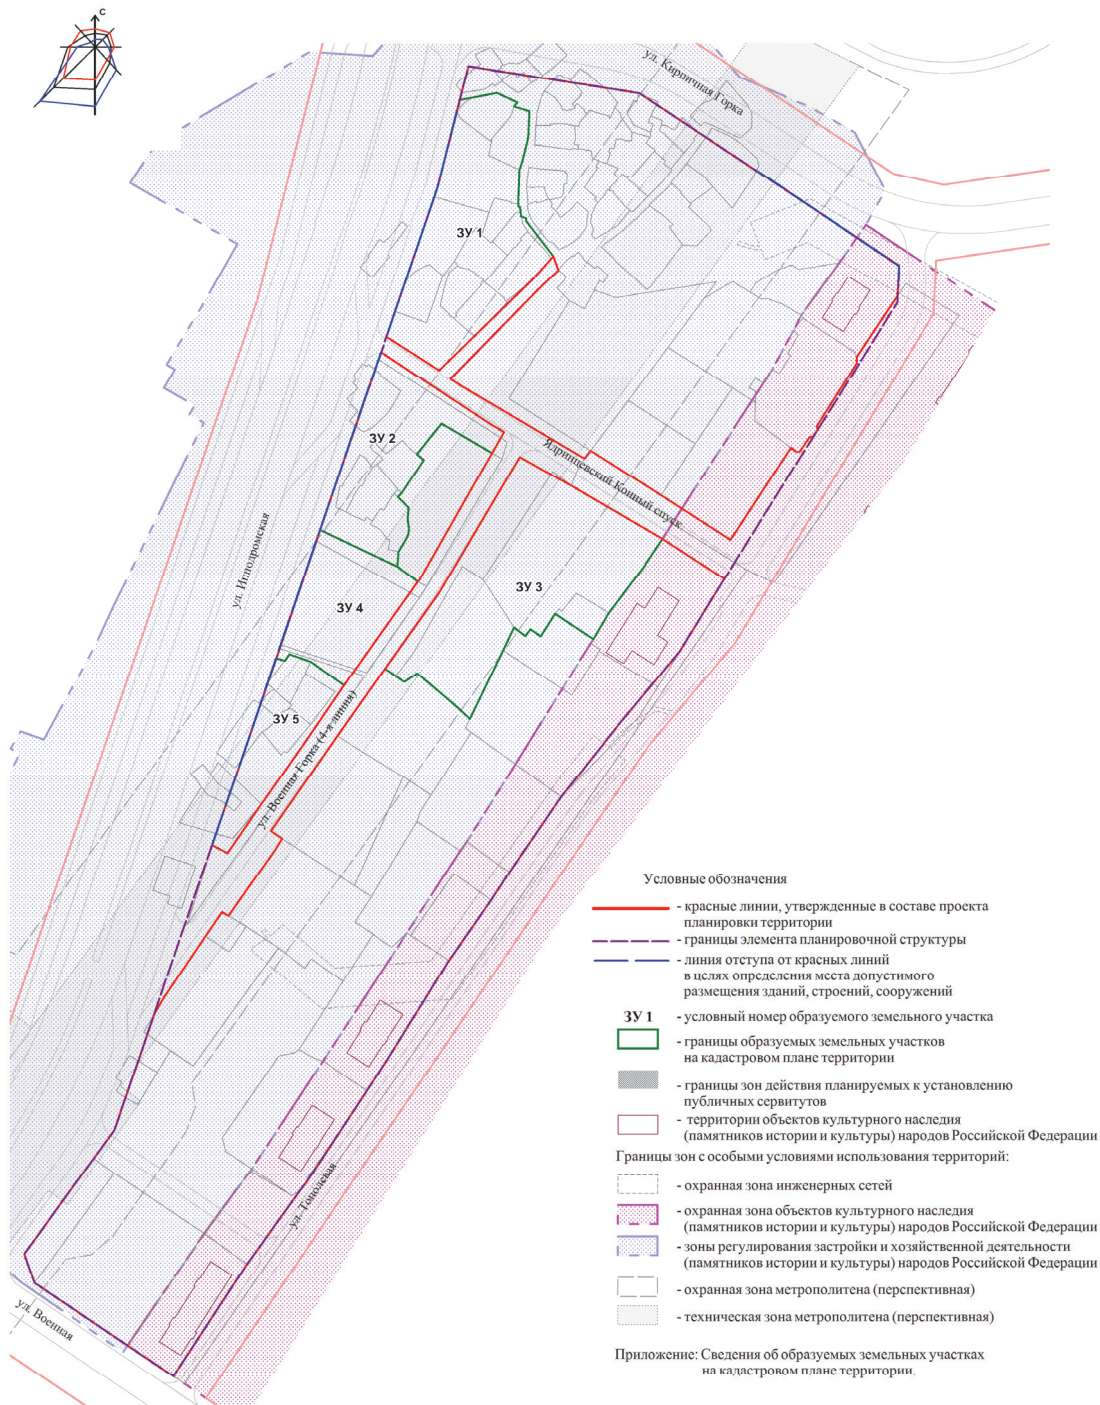 С
ул. Кирпичная Горка
ЗУ 1
ЗУ 2
Ядринцевский Конный спуск
ул. Ипподромская
ЗУ 3
ЗУ 4
ЗУ 5
ул. Военная Горка (4-я линия)
ул. Тополевая
ул. Военная
Условные обозначения
- красные линии, утвержденные в составе проекта
планировки территории
- границы элемента планировочной структуры
- линия отступа от красных линий
в целях определения места допустимого
размещения зданий, строений, сооружений
ЗУ 1 - условный номер образуемого земельного участка
- границы образуемых земельных участков
на кадастровом плане территории
- границы зон действия планируемых к установлению
публичных сервитутов
- территории объектов культурного наследия
(памятников истории и культуры) народов Российской Федерации
Границы зон с особыми условиями использования территорий:
- охранная зона инженерных сетей
- охранная зона объектов культурного наследия
(памятников истории и культуры) народов Российской Федерации
- зоны регулирования застройки и хозяйственной деятельности
(памятников истории и культуры) народов Российской Федерации
- охранная зона метрополитена (перспективная)
- техническая зона метрополитена (перспективная)
Приложение: Сведения об образуемых земельных участках
на кадастровом плане территории.